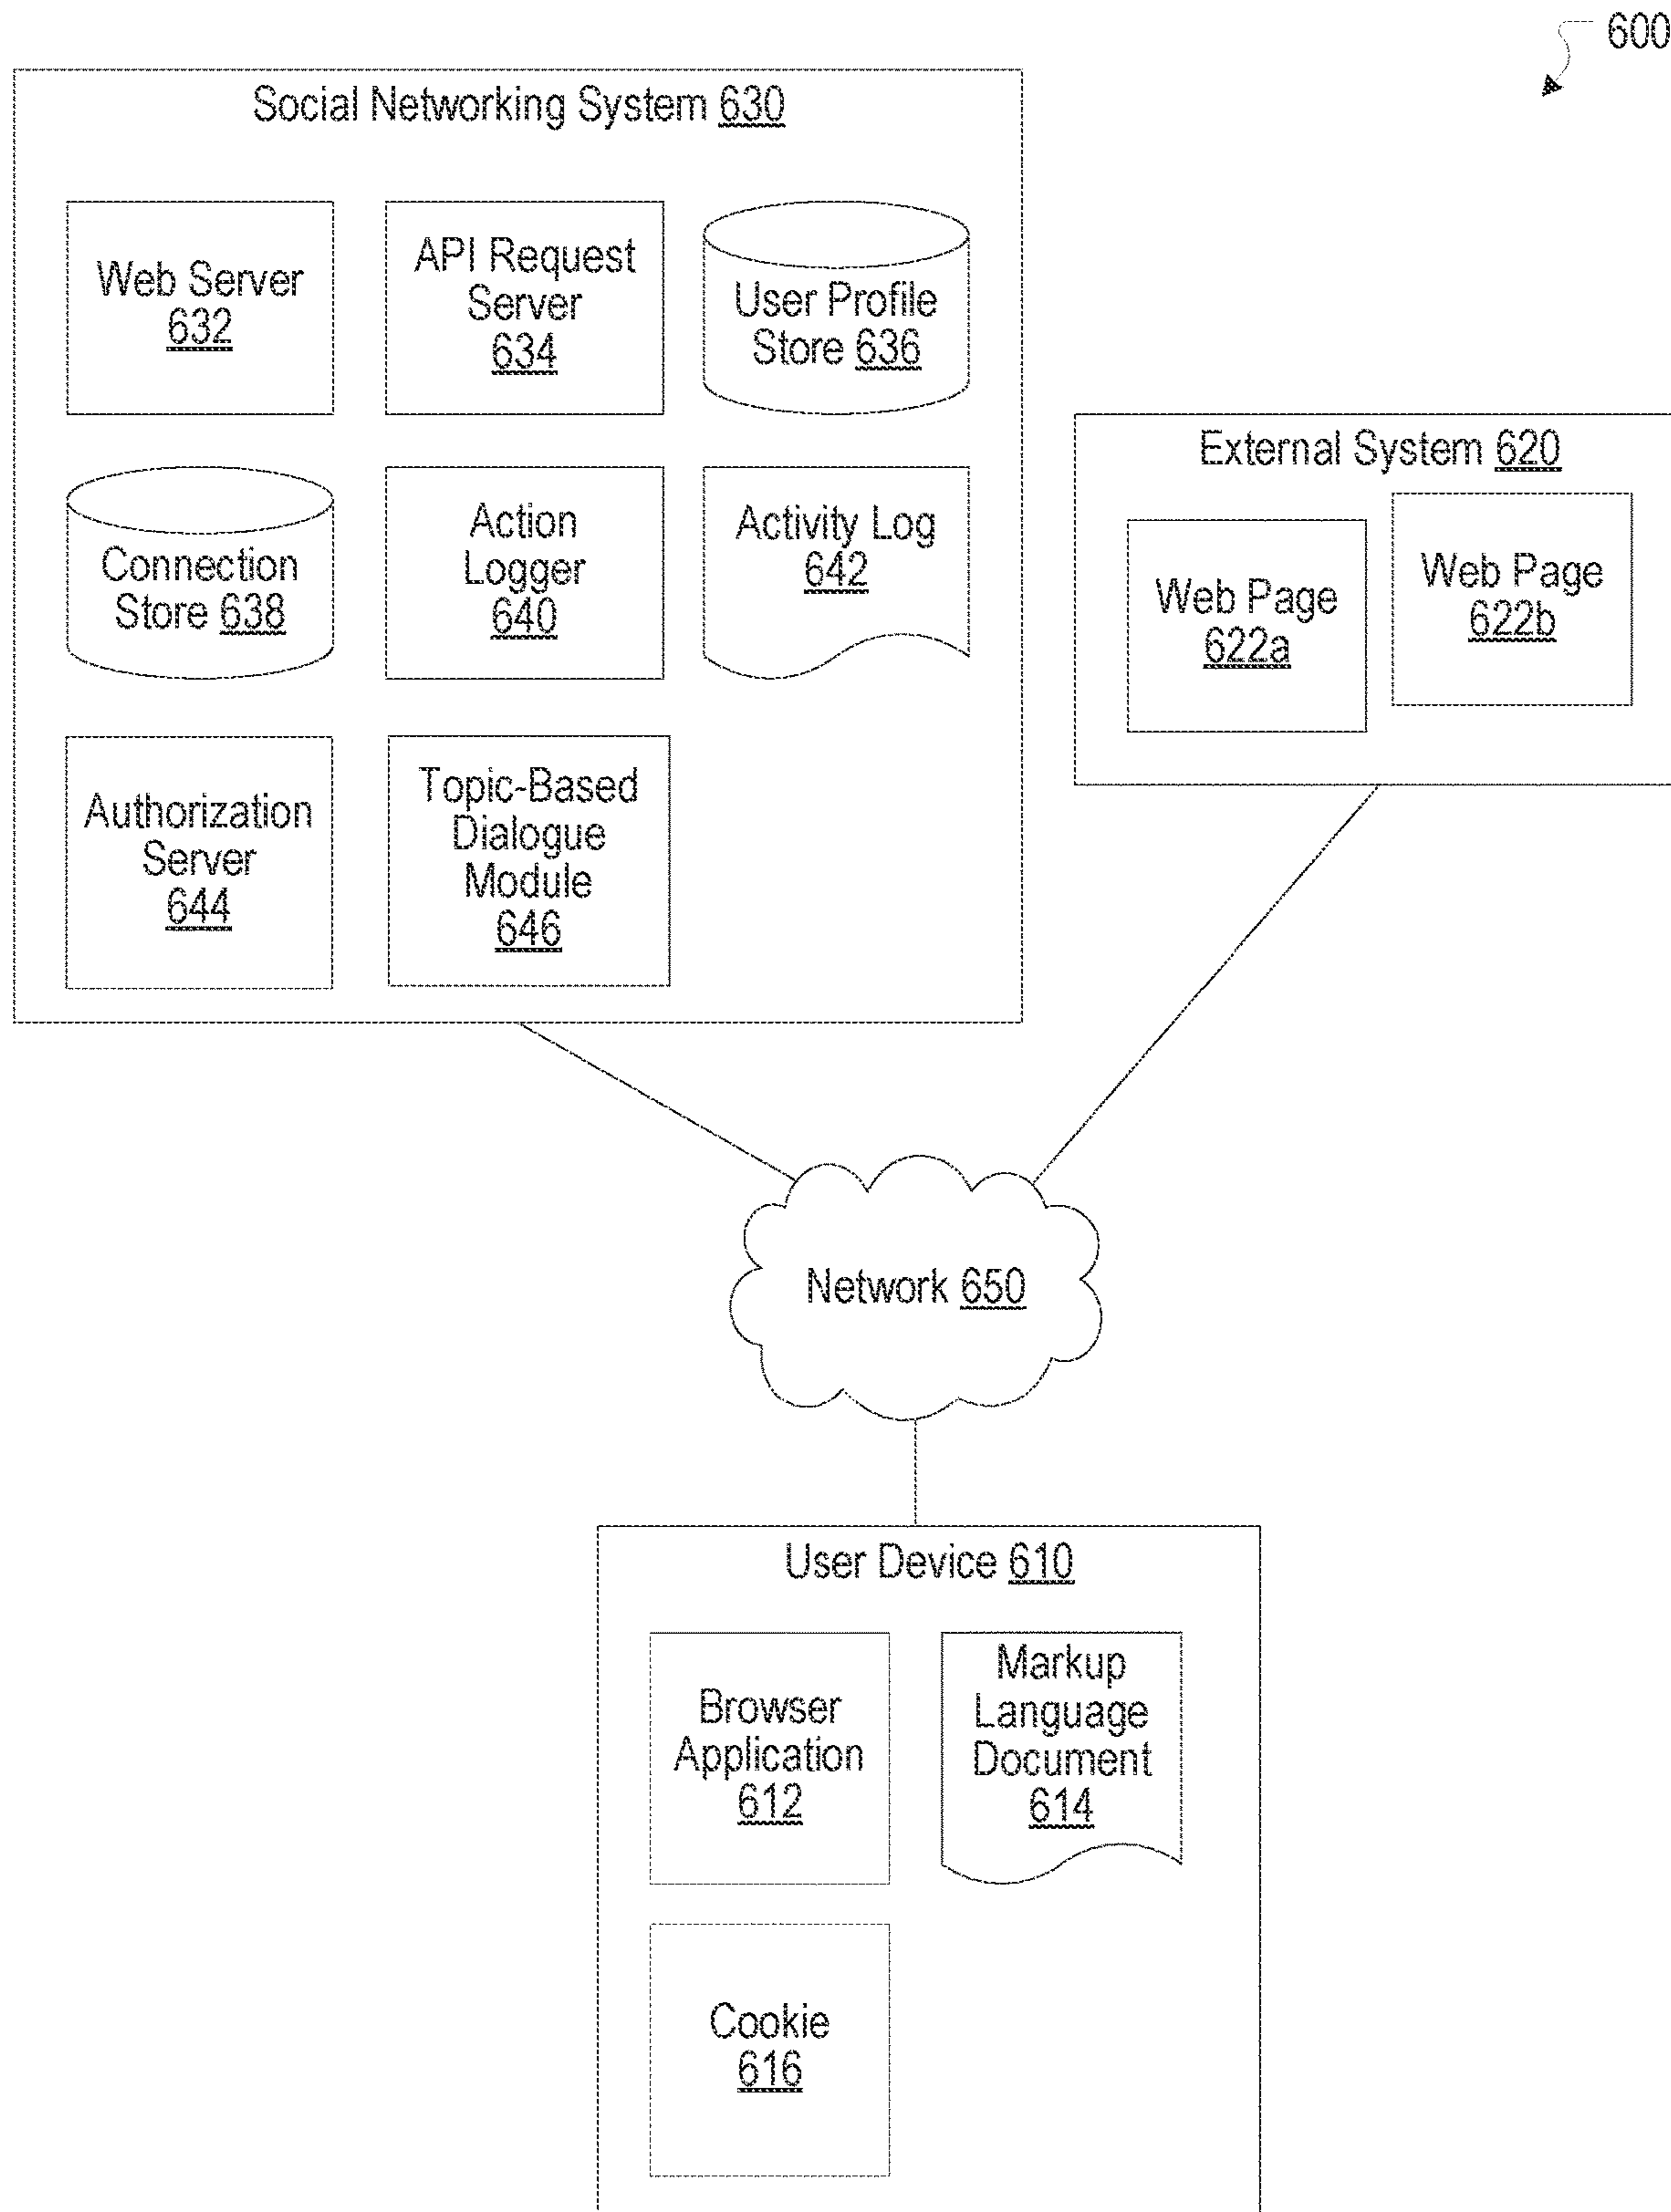 600
Social Networking System 630
Web Server
632
API Request
Server
634
User Profile
Store 636
Connection
Store 638
Action
Logger
640
Activity Log
642
Authorization
Server
644
Topic-Based
Dialogue
Module
646
External System 620
Web Page
622a
Web Page
622b
Network 650
User Device 610
Browser
Application
612
Markup
Language
Document
614
Cookie
616